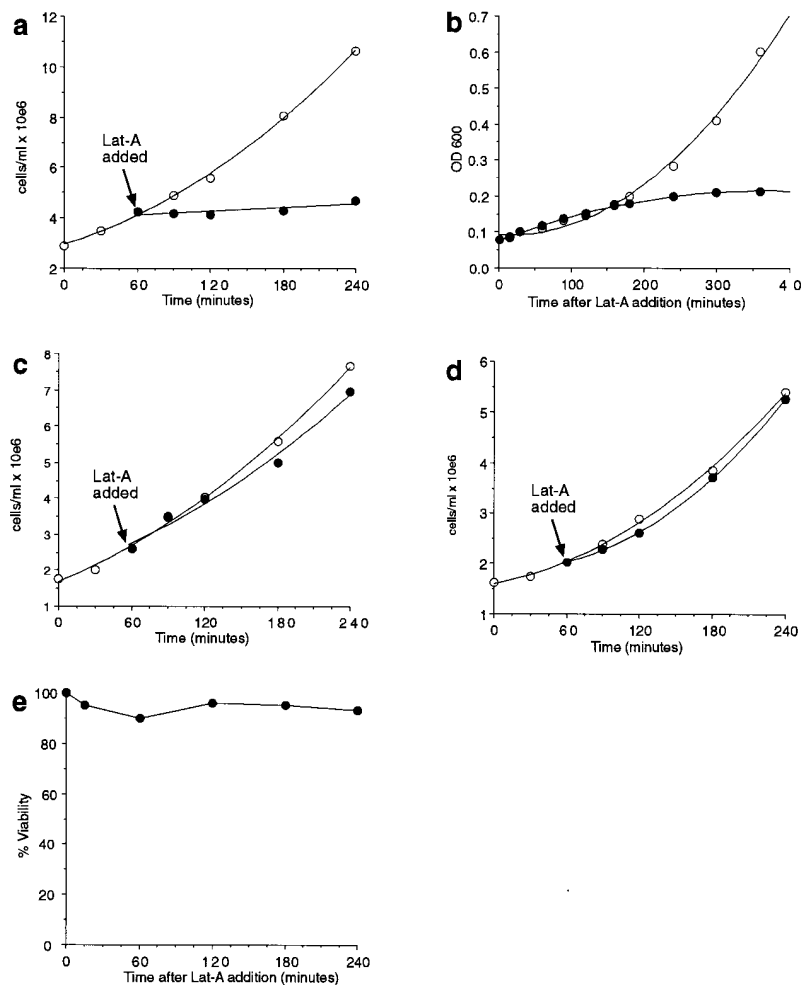 a
12
10
8
6
4
2
cells/ml x 10e6
Lat-A
added
0
60
120
180
240
Time (minutes)
b
0.7
0.6
0.5
0.4
0.3
0.2
0.1
0.0
OD 600
0
100
200
300
4 0
Time after Lat-A addition (minutes)
c
8
7
6
5
4
3
2
1
cells/ml x 10e6
Lat-A
added
0
60
120
180
240
Time (minutes)
d
6
5
4
3
2
1
cells/ml x 10e6
Lat-A
added
0
60
120
180
240
Time (minutes)
e
100
80
60
40
20
0
% Viability
0
60
120
180
240
Time after Lat-A addition (minutes)